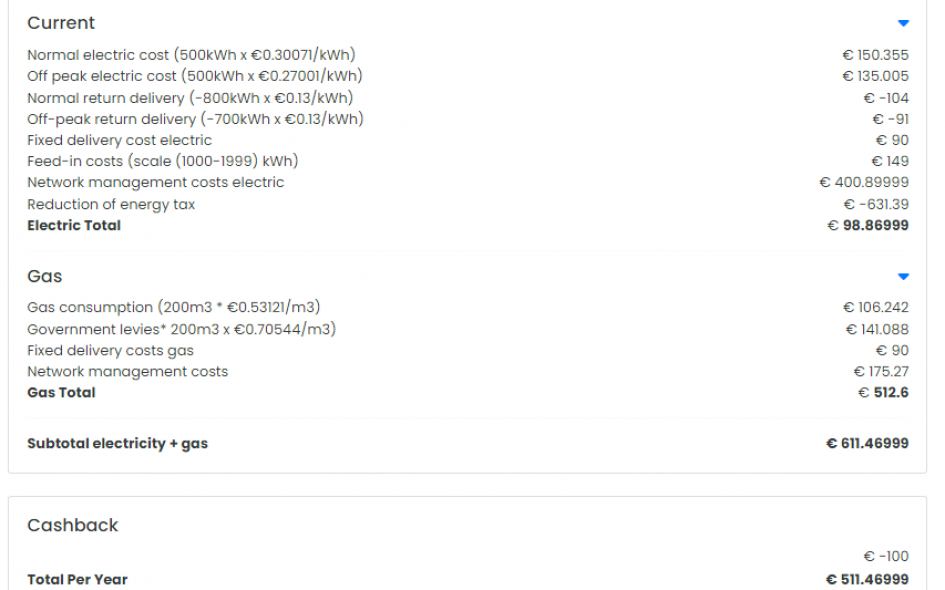 Current
Normal electric cost (500kWh x €0.30071/kWh) € 150.355
Off peak electric cost (500kWh x €0.27001/kWh) € 135.005
Normal return delivery (-800kWh x €0.13/kWh) € -104
Off-peak return delivery (-700kWh x €0.13/kWh) € -91
Fixed delivery cost electric € 90
Feed-in costs (scale (1000-1999) kWh) € 149
Network management costs electric € 400.89999
Reduction of energy tax € -631.39
Electric Total € 98.86999
Gas
Gas consumption (200m3 * €0.53121/m3) € 106.242
Government levies* 200m3 x €0.70544/m3) € 141.088
Fixed delivery costs gas € 90
Network management costs € 175.27
Gas Total € 512.6
Subtotal electricity + gas € 611.46999
Cashback
€ -100
Total Per Year € 511.46999